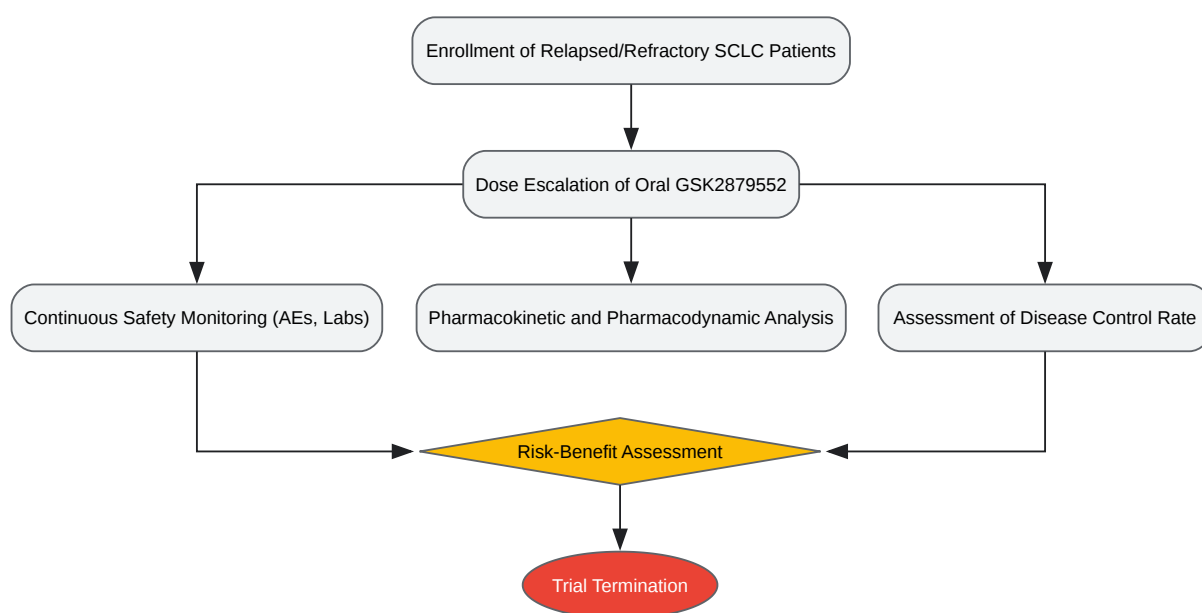 Enrollment of Relapsed/Refractory SCLC Patients
Dose Escalation of Oral GSK2879552
Continuous Safety Monitoring (AEs, Labs)
Pharmacokinetic and Pharmacodynamic Analysis
Assessment of Disease Control Rate
Risk-Benefit Assessment
Trial Termination